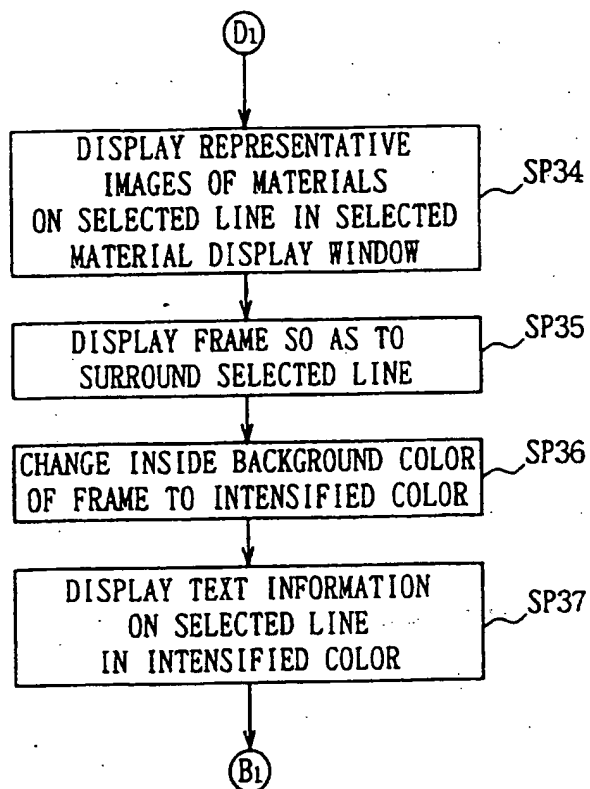 D1
DISPLAY REPRESENTATIVE
IMAGES OF MATERIALS
ON SELECTED LINE IN SELECTED
MATERIAL DISPLAY WINDOW
SP34
DISPLAY FRAME SO AS TO
SURROUND SELECTED LINE
SP35
CHANGE INSIDE BACKGROUND COLOR
OF FRAME TO INTENSIFIED COLOR
SP36
DISPLAY TEXT INFORMATION
ON SELECTED LINE
IN INTENSIFIED COLOR
SP37
B1